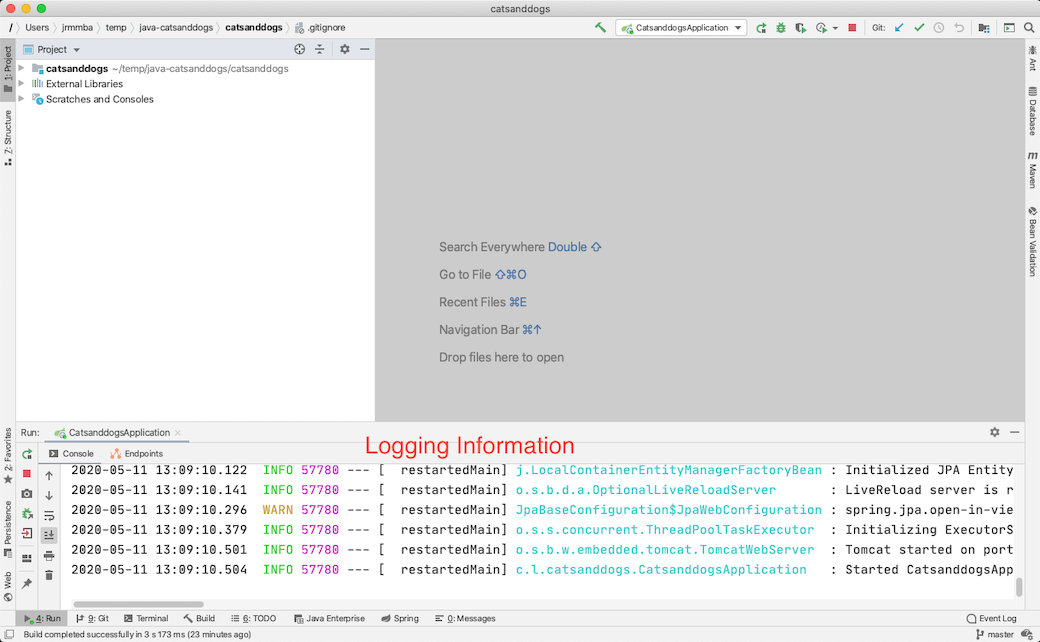 catsanddogs
/ Users jrmmba temp java-catsanddogs catsanddogs .gitignore CatsanddogsApplication Git:
Project
catsanddogs ~/temp/java-catsanddogs/catsanddogs
External Libraries
Scratches and Consoles
1: Project
7: Structure
2: Favorites
Persistence
Web
Ant
Database
m Maven
Bean Validation
Search Everywhere Double ⇧
Go to File ⇧⌘O
Recent Files ⌘E
Navigation Bar ⌘↑
Drop files here to open
Run: CatsanddogsApplication
Logging Information
Console Endpoints
2020-05-11 13:09:10.122 INFO 57780 --- [ restartedMain] j.LocalContainerEntityManagerFactoryBean : Initialized JPA Entity
2020-05-11 13:09:10.141 INFO 57780 --- [ restartedMain] o.s.b.d.a.OptionalLiveReloadServer : LiveReload server is r
2020-05-11 13:09:10.296 WARN 57780 --- [ restartedMain] JpaBaseConfiguration$JpaWebConfiguration : spring.jpa.open-in-vie
2020-05-11 13:09:10.379 INFO 57780 --- [ restartedMain] o.s.s.concurrent.ThreadPoolTaskExecutor : Initializing ExecutorS
2020-05-11 13:09:10.501 INFO 57780 --- [ restartedMain] o.s.b.w.embedded.tomcat.TomcatWebServer : Tomcat started on port
2020-05-11 13:09:10.504 INFO 57780 --- [ restartedMain] c.l.catsanddogs.CatsanddogsApplication : Started CatsanddogsApp
4: Run 9: Git Terminal Build 6: TODO Java Enterprise Spring 0: Messages Event Log
Build completed successfully in 3 s 173 ms (23 minutes ago) master